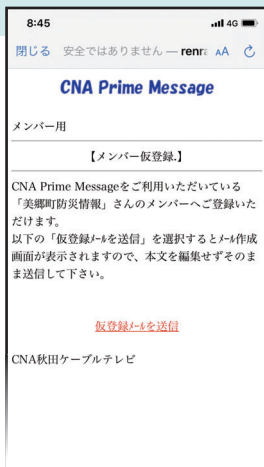 8:45
4G
閉じる 安全ではありません — renra AA
CNA Prime Message
メンバー用
【メンバー仮登録.】
CNA Prime Messageをご利用いただいている
「美郷町防災情報」さんのメンバーへご登録いた
だけます。
以下の「仮登録ﾒｰﾙを送信」を選択するとﾒｰﾙ作成
画面が表示されますので、本文を編集せずそのま
ま送信して下さい。
仮登録ﾒｰﾙを送信
CNA秋田ケーブルテレビ